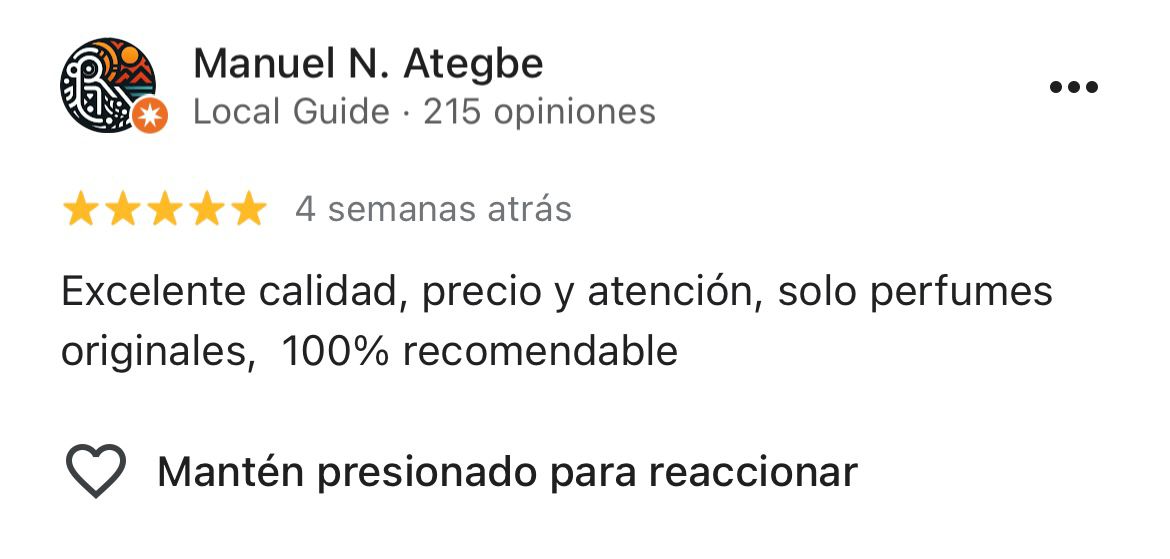 Manuel N. Ategbe
Local Guide · 215 opiniones
4 semanas atrás
Excelente calidad, precio y atención, solo perfumes
originales,  100% recomendable
Mantén presionado para reaccionar